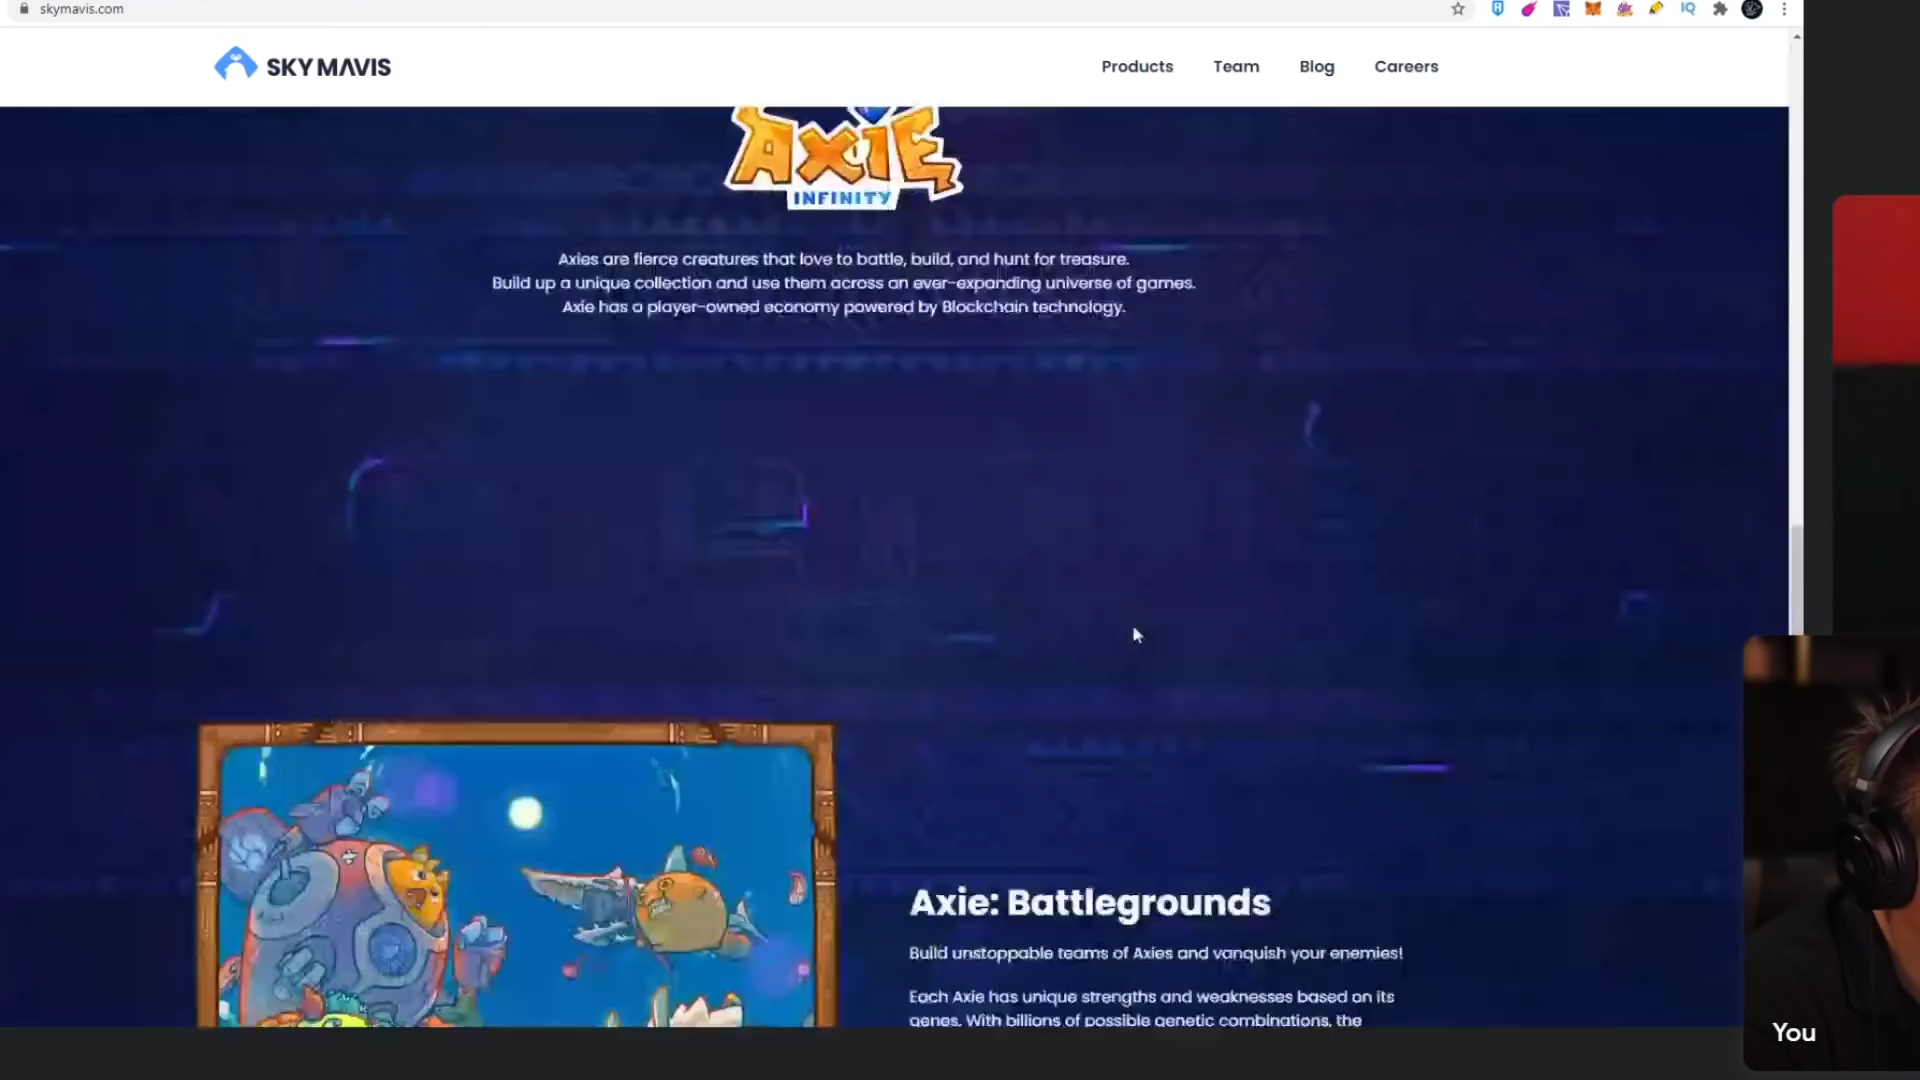 skymavis.com
IQ
SKY MAVIS
Products
Team
Blog
Careers
AXIE
INFINITY
Axies are fierce creatures that love to battle, build, and hunt for treasure.
Build up a unique collection and use them across an ever-expanding universe of games.
Axie has a player-owned economy powered by Blockchain technology.
Axie: Battlegrounds
Build unstoppable teams of Axies and vanquish your enemies!
Each Axie has unique strengths and weaknesses based on its
genes. With billions of possible genetic combinations, the
You